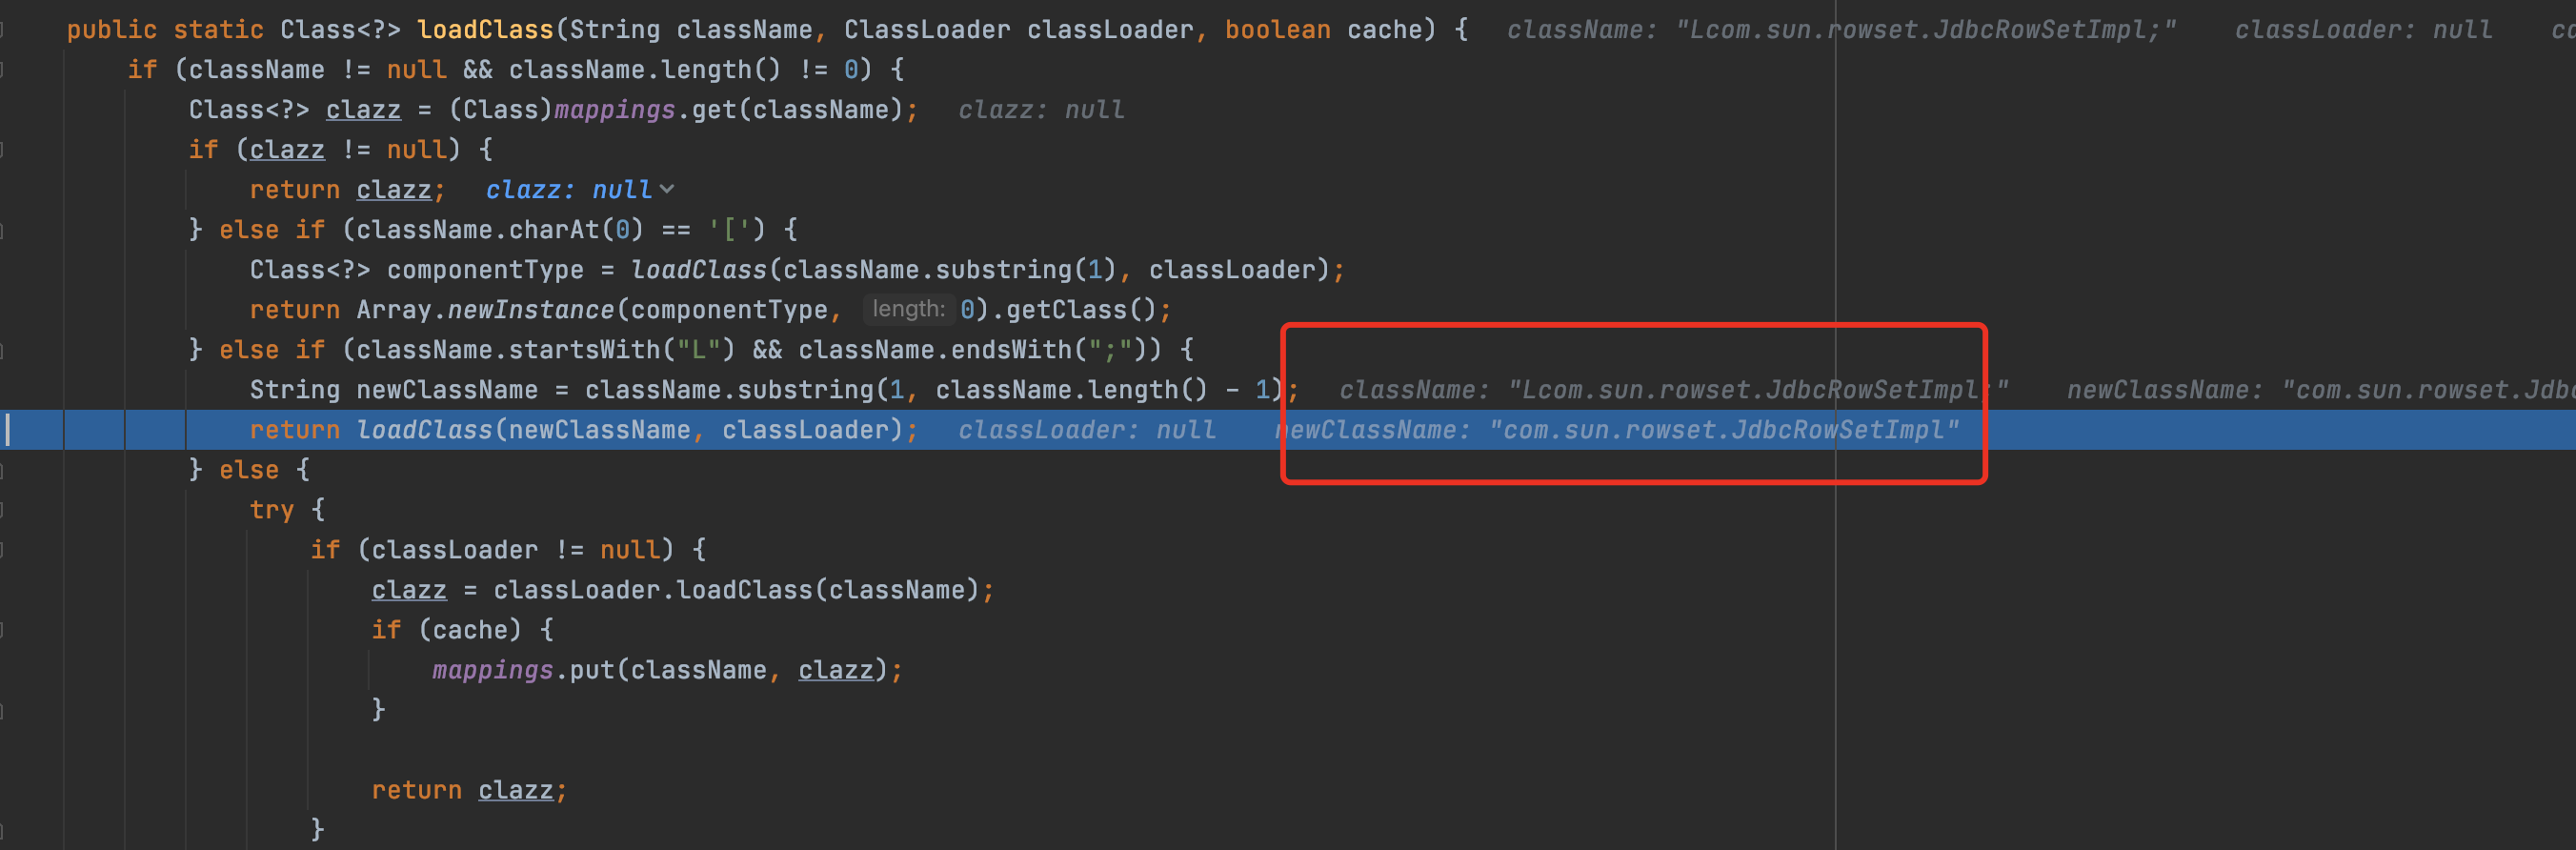 public static Class<?> loadClass(String className, ClassLoader classLoader, boolean cache) { className: "Lcom.sun.rowset.JdbcRowSetImpl;" classLoader: null
if (className != null && className.length() != 0) {
Class<?> clazz = (Class)mappings.get(className); clazz: null
if (clazz != null) {
return clazz; clazz: null
} else if (className.charAt(0) == '[') {
Class<?> componentType = loadClass(className.substring(1), classLoader);
return Array.newInstance(componentType, length: 0).getClass();
} else if (className.startsWith("L") && className.endsWith(";")) {
String newClassName = className.substring(1, className.length() - 1); className: "Lcom.sun.rowset.JdbcRowSetImpl;" newClassName: "com.sun.rowset.Jdbc
return loadClass(newClassName, classLoader); classLoader: null newClassName: "com.sun.rowset.JdbcRowSetImpl"
} else {
try {
if (classLoader != null) {
clazz = classLoader.loadClass(className);
if (cache) {
mappings.put(className, clazz);
}
return clazz;
}